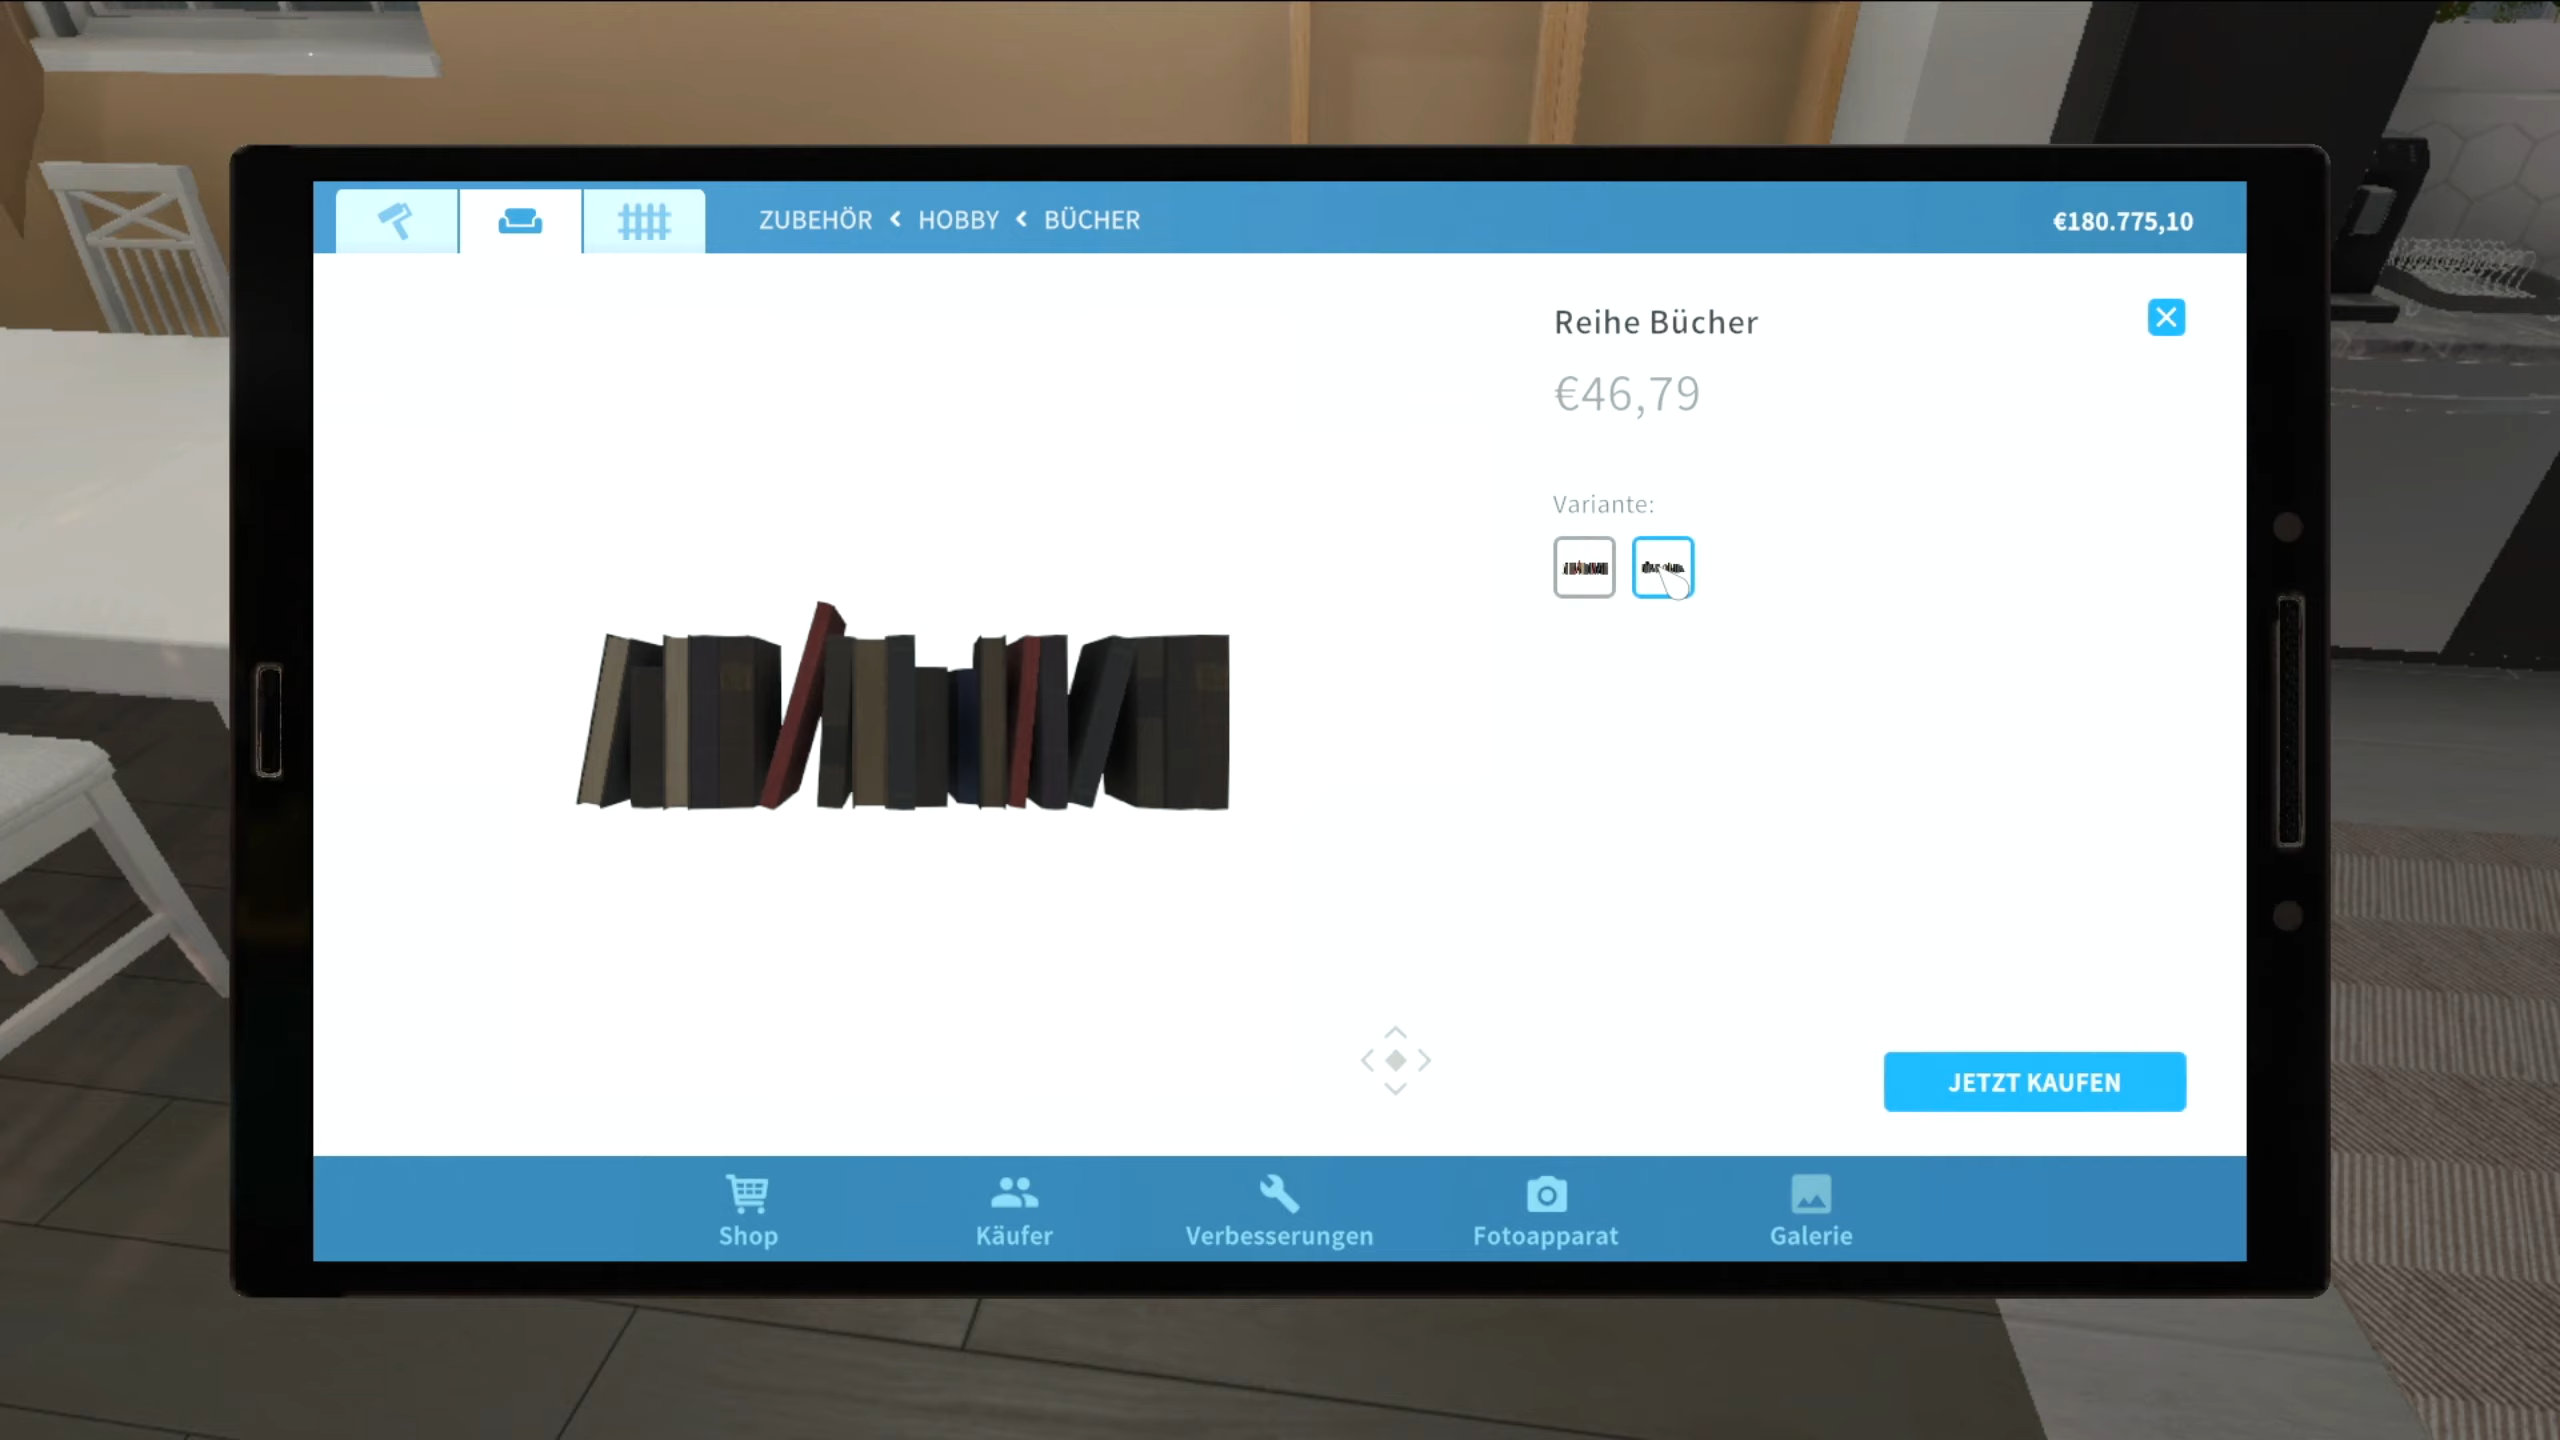 ZUBEHÖR < HOBBY < BÜCHER
€180.775,10
Reihe Bücher
€46,79
Variante:
JETZT KAUFEN
Shop
Käufer
Verbesserungen
Fotoapparat
Galerie